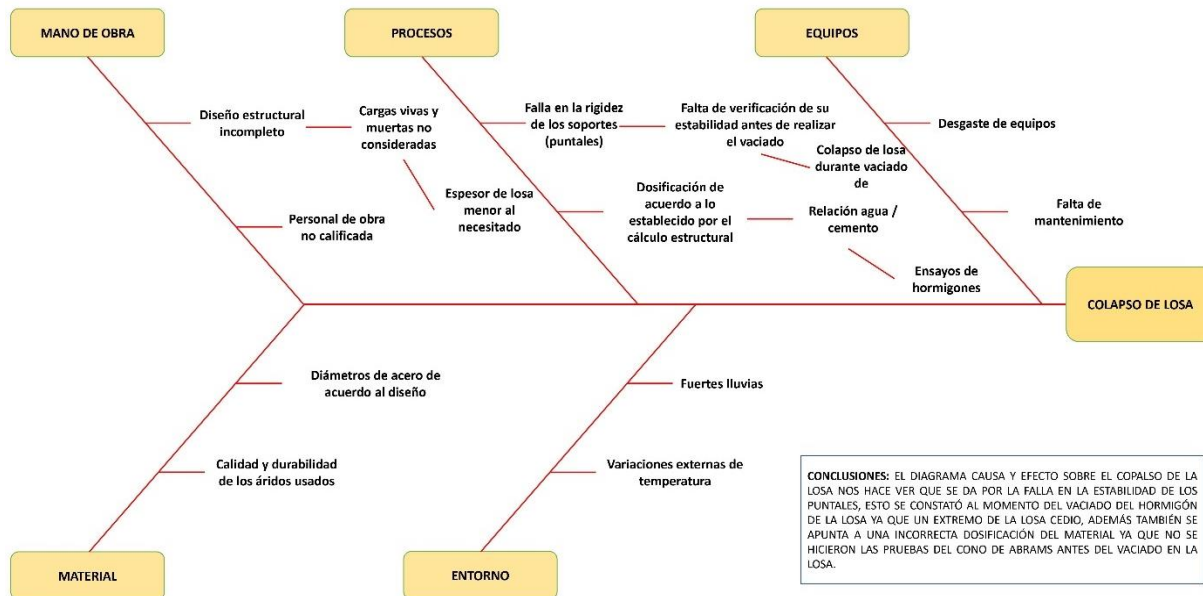 MANO DE OBRA
PROCESOS
EQUIPOS
Diseño estructural
incompleto
Cargas vivas y
muertas no
consideradas
Espesor de losa
menor al
necesitado
Personal de obra
no calificada
Falla en la rigidez
de los soportes
(puntales)
Falta de verificación de su
estabilidad antes de realizar
el vaciado
Colapso de losa
durante vaciado
de
Dosificación de
acuerdo a lo
establecido por el
cálculo estructural
Relación agua /
cemento
Ensayos de
hormigones
Desgaste de equipos
Falta de
mantenimiento
COLAPSO DE LOSA
Diámetros de acero de
acuerdo al diseño
Calidad y durabilidad
de los áridos usados
Fuertes lluvias
Variaciones externas de
temperatura
MATERIAL
ENTORNO
CONCLUSIONES: EL DIAGRAMA CAUSA Y EFECTO SOBRE EL COPALSO DE LA
LOSA NOS HACE VER QUE SE DA POR LA FALLA EN LA ESTABILIDAD DE LOS
PUNTALES, ESTO SE CONSTATÓ AL MOMENTO DEL VACIADO DEL HORMIGÓN
DE LA LOSA YA QUE UN EXTREMO DE LA LOSA CEDIO, ADEMÁS TAMBIÉN SE
APUNTA A UNA INCORRECTA DOSIFICACIÓN DEL MATERIAL YA QUE NO SE
HICIERON LAS PRUEBAS DEL CONO DE ABRAMS ANTES DEL VACIADO EN LA
LOSA.